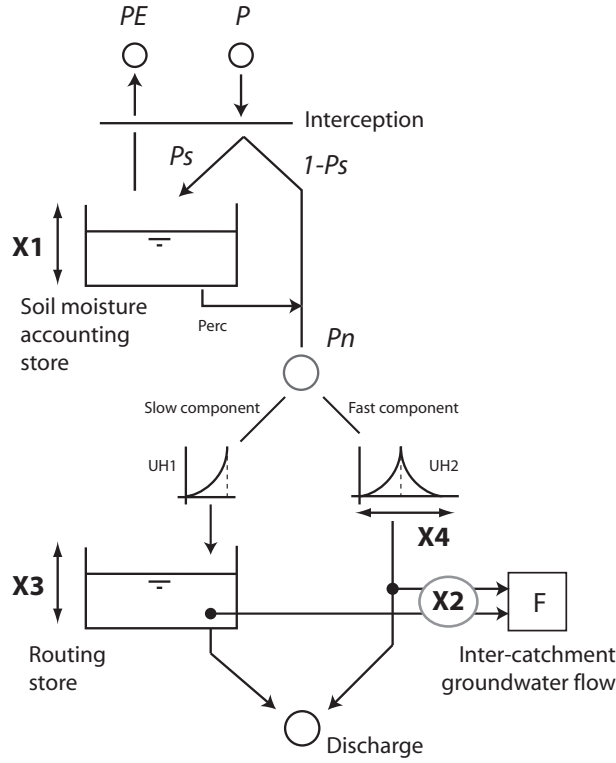 PE
P
Interception
Ps
1-Ps
X1
Soil moisture
accounting
store
Perc
Pn
Slow component
Fast component
UH1
UH2
X4
X3
X2
F
Routing
store
Inter-catchment
groundwater flow
Discharge